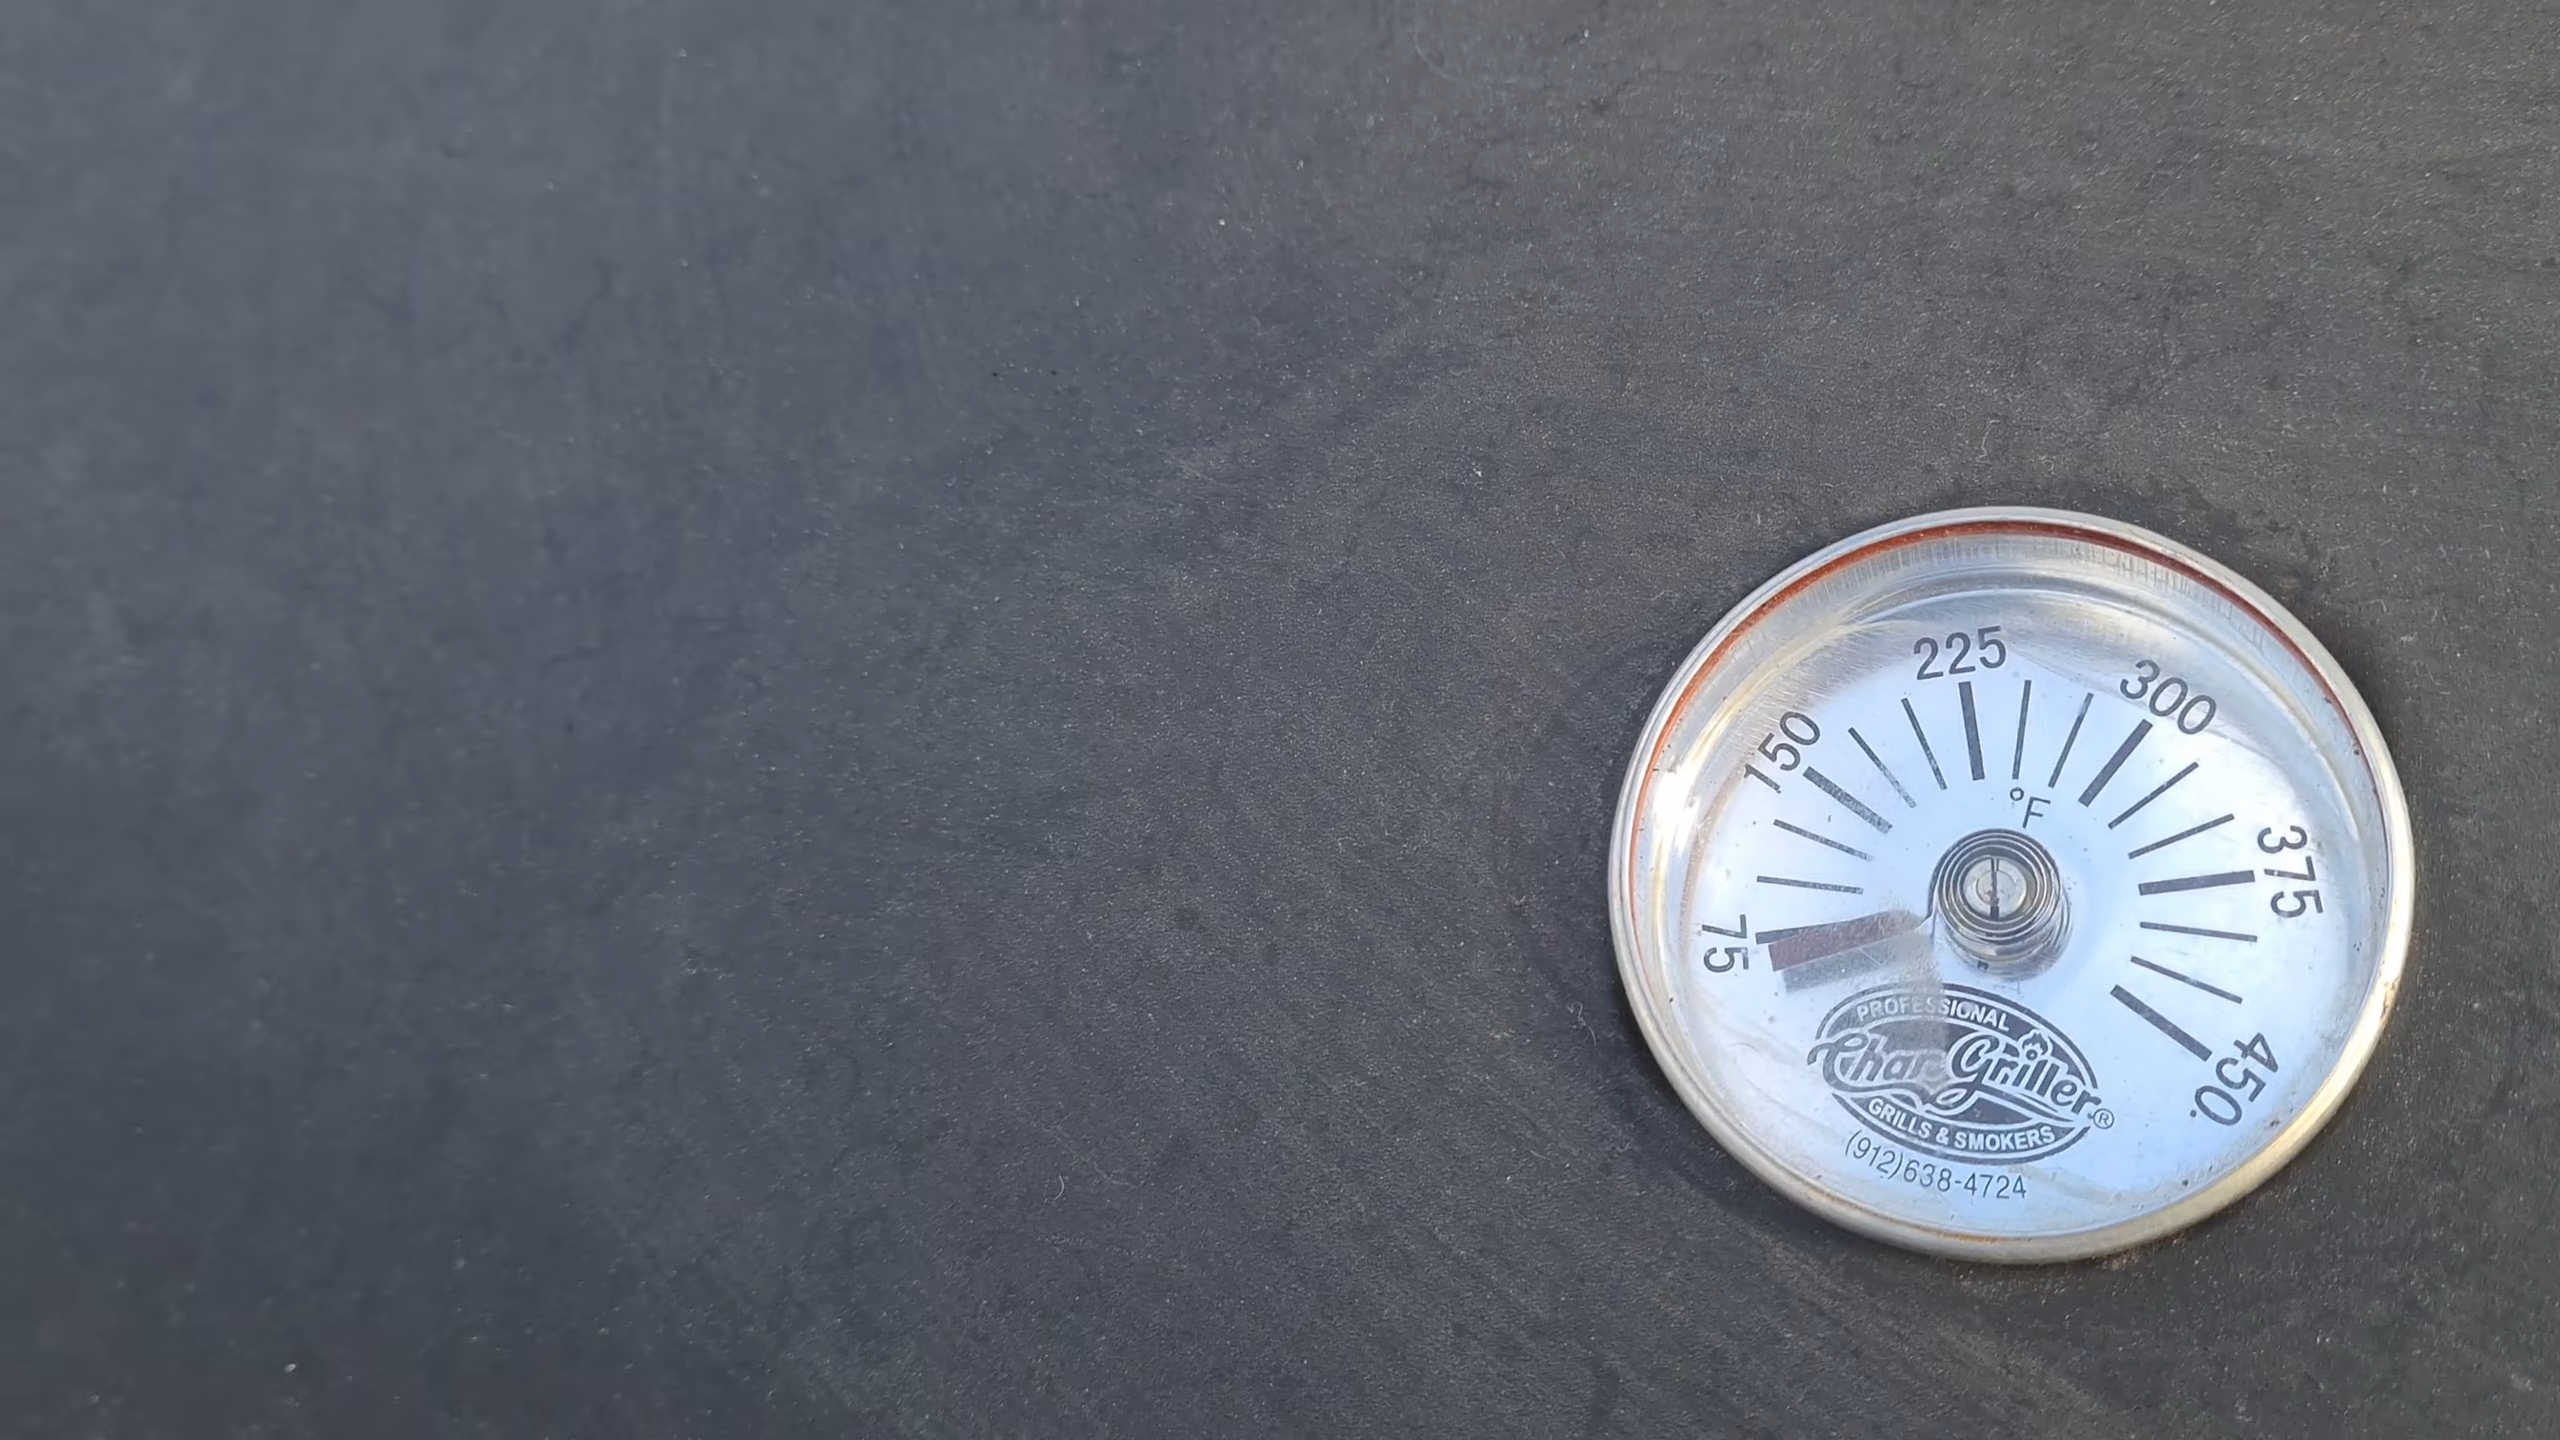 225
300
150
375
°F
75
450
PROFESSIONAL
Char-Griller®
GRILLS & SMOKERS
(912)638-4724